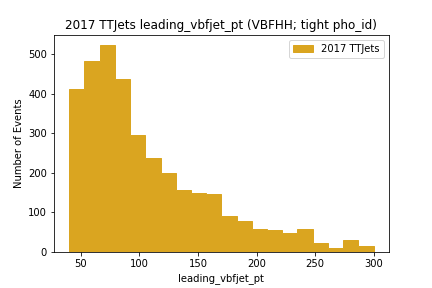 2017 TTJets leading_vbfjet_pt (VBFHH; tight pho_id)
2017 TTJets
500
400
300
200
100
0
Number of Events
50 100 150 200 250 300
leading_vbfjet_pt